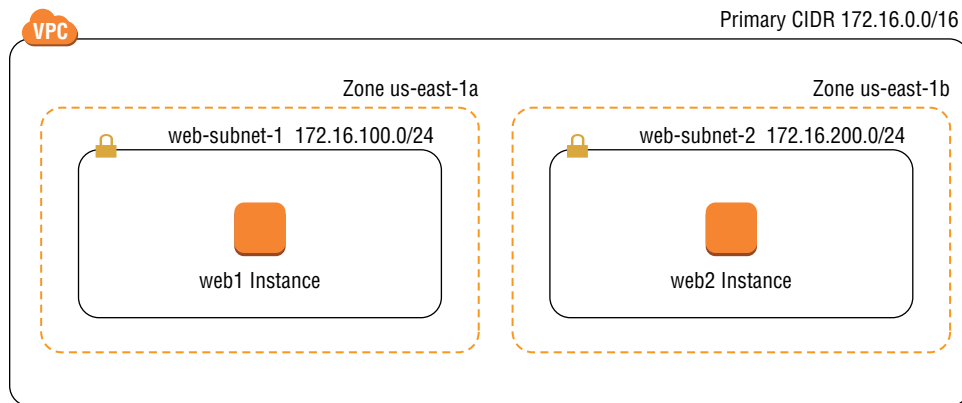 VPC
Primary CIDR 172.16.0.0/16
Zone us-east-1a
Zone us-east-1b
web-subnet-1 172.16.100.0/24
web-subnet-2 172.16.200.0/24
web1 Instance
web2 Instance